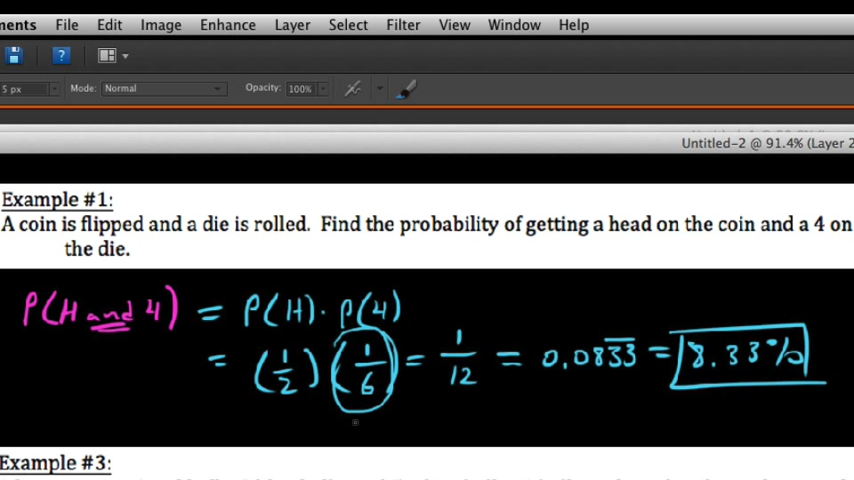 ments File Edit Image Enhance Layer Select Filter View Window Help
5 px Mode: Normal Opacity: 100%
Untitled-2 @ 91.4% (Layer 2
Example #1:
A coin is flipped and a die is rolled. Find the probability of getting a head on the coin and a 4 on
the die.
P(H and 4) = P(H) · P(4)
= (1/2) (1/6) = 1/12 = 0.0833 = 8.33%
Example #3: